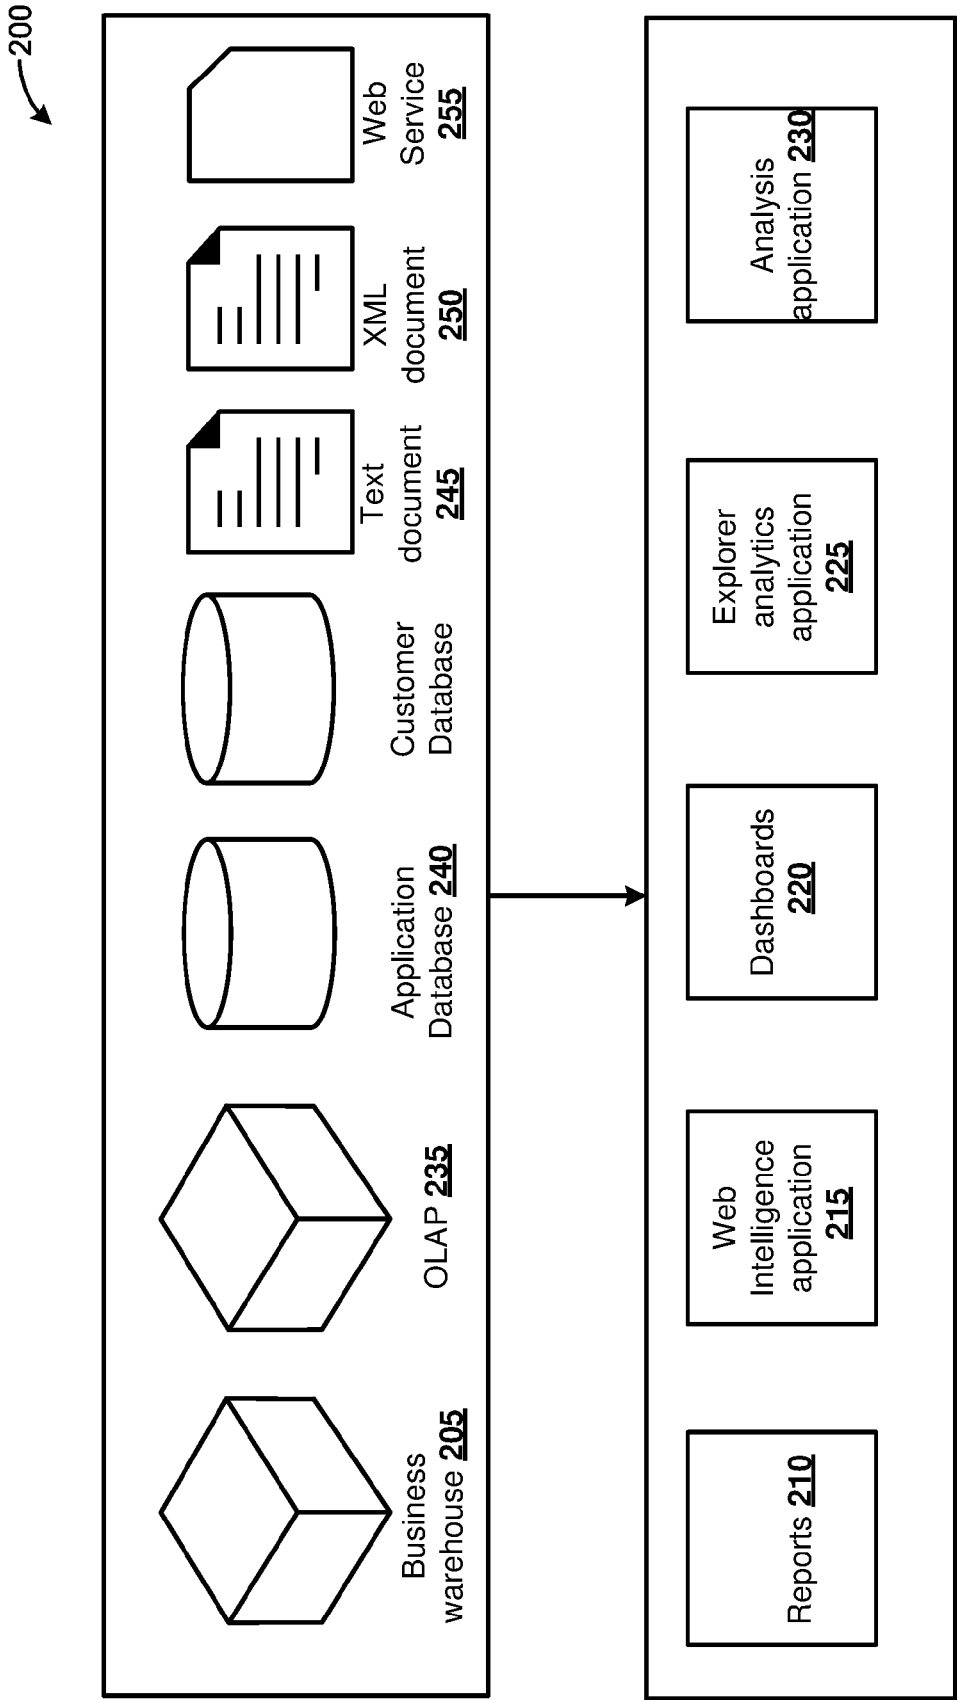 200
Business
warehouse 205
OLAP 235
Application
Database 240
Customer
Database
Text
document
245
XML
document
250
Web
Service
255
Reports 210
Web
Intelligence
application
215
Dashboards
220
Explorer
analytics
application
225
Analysis
application 230